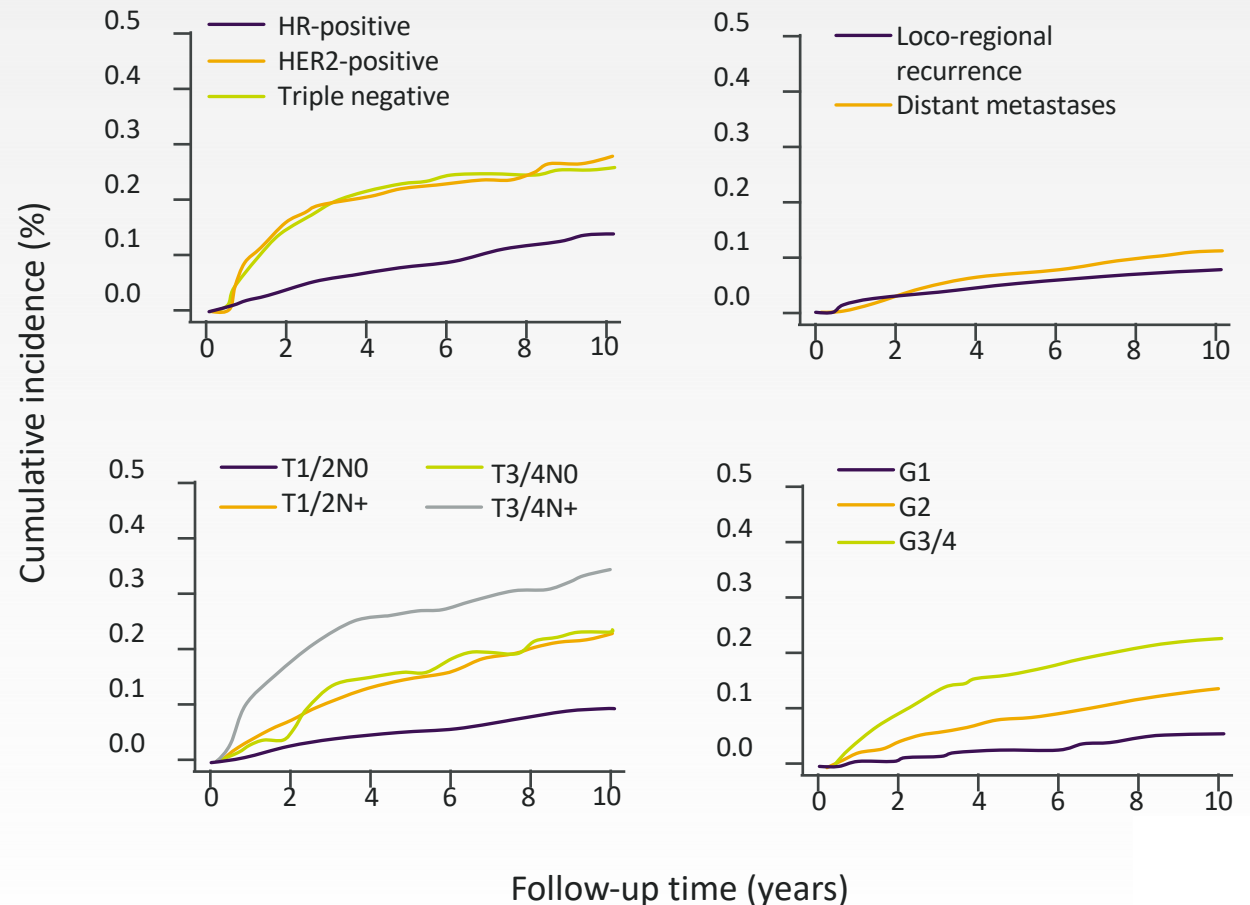 Cumulative incidence (%)
HR-positive
HER2-positive
Triple negative
0.5
0.4
0.3
0.2
0.1
0.0
0 2 4 6 8 10
Loco-regional
recurrence
Distant metastases
0.5
0.4
0.3
0.2
0.1
0.0
0 2 4 6 8 10
T1/2N0 T3/4N0
T1/2N+ T3/4N+
0.5
0.4
0.3
0.2
0.1
0.0
0 2 4 6 8 10
G1
G2
G3/4
0.5
0.4
0.3
0.2
0.1
0.0
0 2 4 6 8 10
Follow-up time (years)